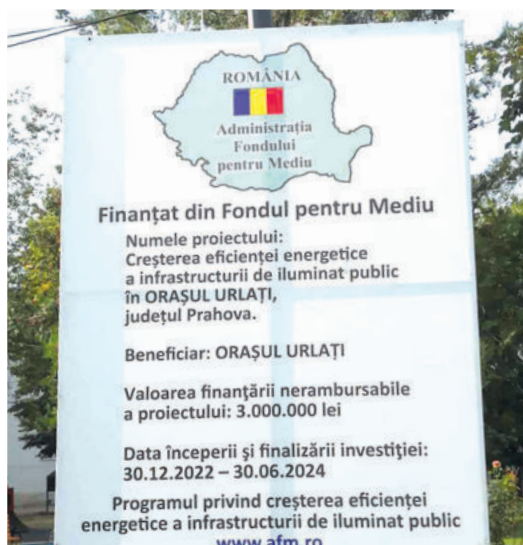 ROMÂNIA
Administrația
Fondului
pentru Mediu
Finanțat din Fondul pentru Mediu
Numele proiectului:
Creșterea eficienței energetice
a infrastructurii de iluminat public
în ORAȘUL URLAȚI,
județul Prahova.
Beneficiar: ORAȘUL URLAȚI
Valoarea finanțării nerambursabile
a proiectului: 3.000.000 lei
Data începerii şi finalizării investiției:
30.12.2022 – 30.06.2024
Programul privind creșterea eficienței
energetice a infrastructurii de iluminat public
www.afm.ro